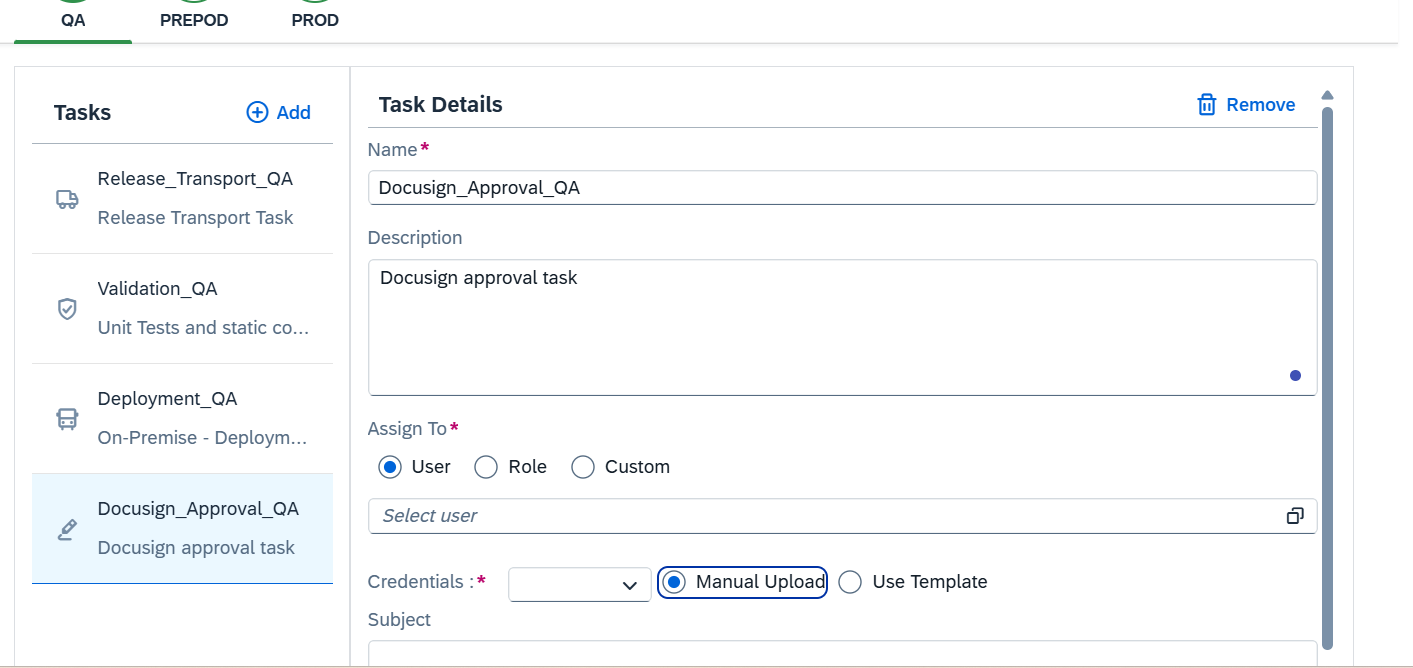 QA PREPOD PROD
Tasks
Add
Release_Transport_QA
Release Transport Task
Validation_QA
Unit Tests and static co...
Deployment_QA
On-Premise - Deploym...
Docusign_Approval_QA
Docusign approval task
Task Details
Remove
Name*
Docusign_Approval_QA
Description
Docusign approval task
Assign To*
User Role Custom
Select user
Credentials :* Manual Upload Use Template
Subject